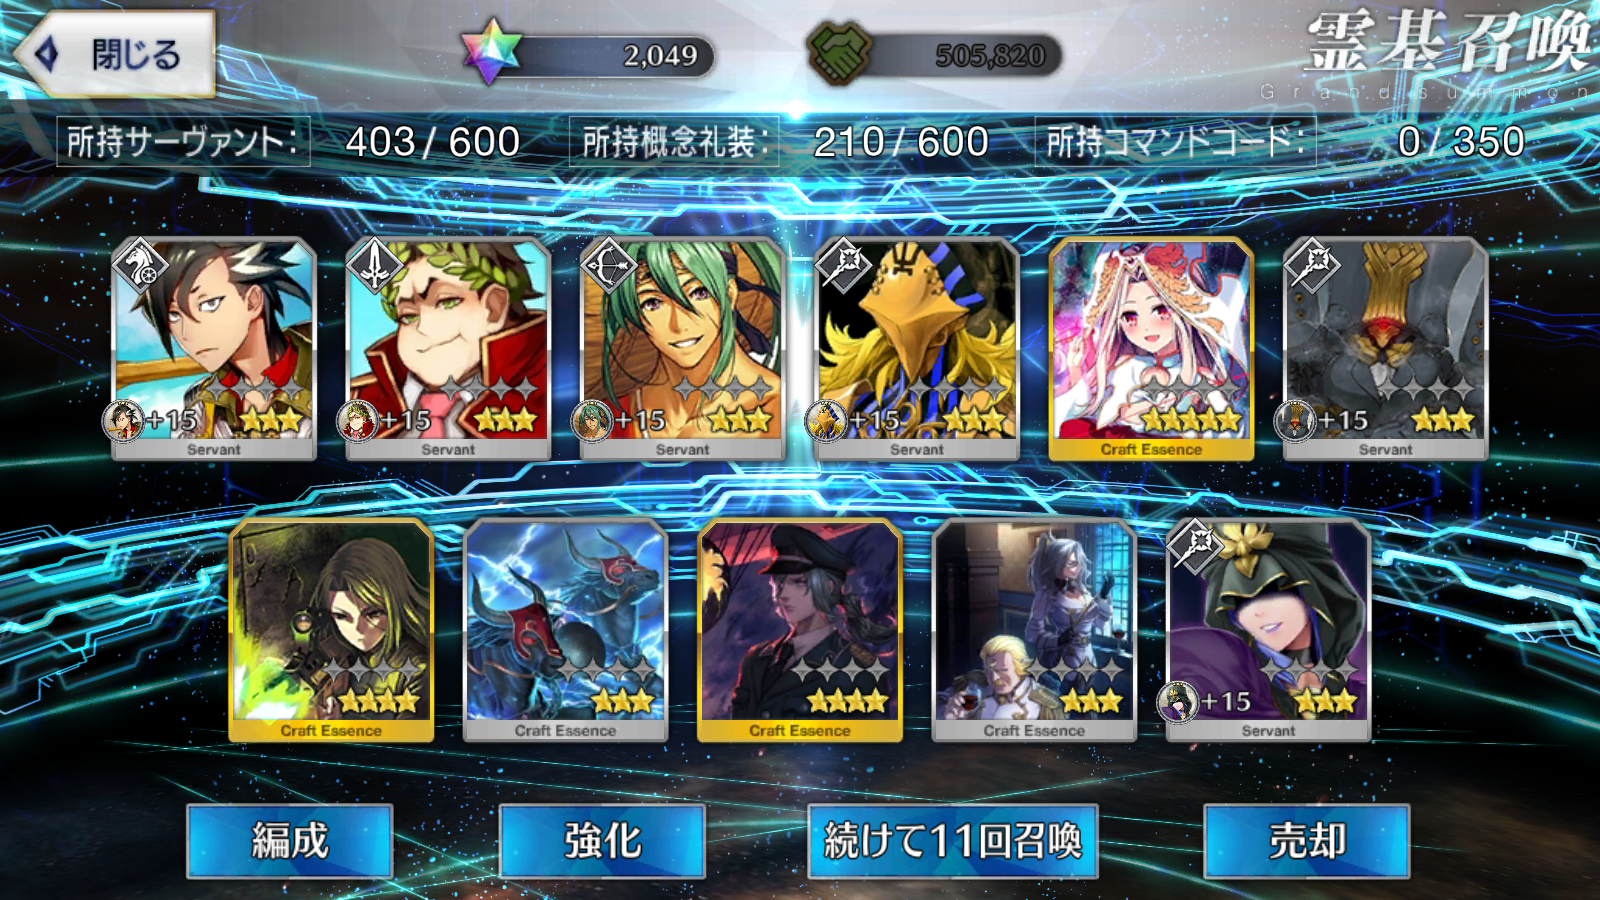 閉じる
2,049
505,820
霊基召喚
Grand summon
所持サーヴァント:
403 / 600
所持概念礼装:
210 / 600
所持コマンドコード:
0 / 350
+15
+15
+15
+15
+15
Servant
Servant
Servant
Servant
Craft Essence
Servant
+15
Craft Essence
Craft Essence
Craft Essence
Craft Essence
Servant
編成
強化
続けて11回召喚
売却